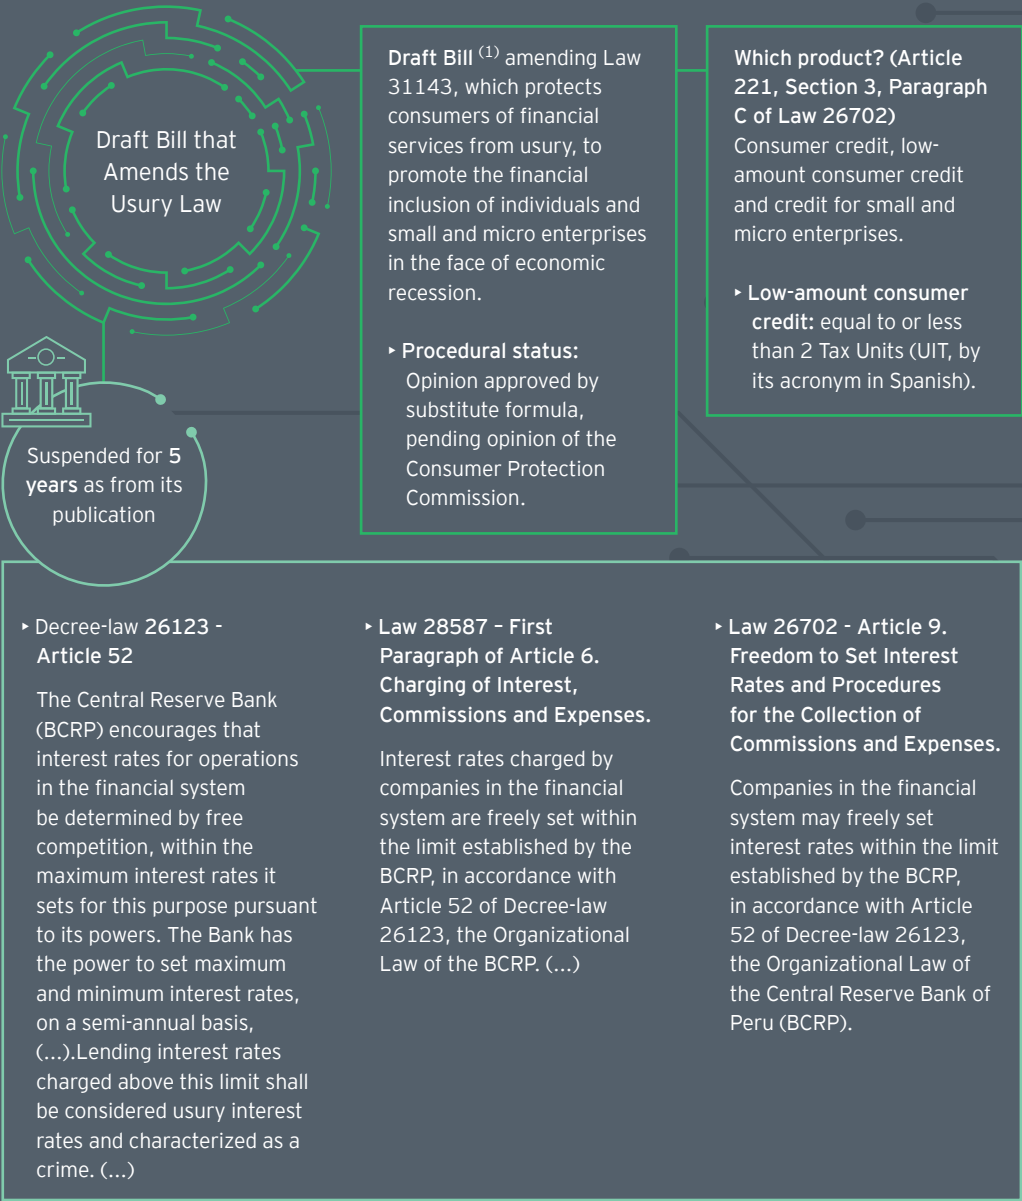 Draft Bill that
Amends the
Usury Law
Draft Bill (1) amending Law
31143, which protects
consumers of financial
services from usury, to
promote the financial
inclusion of individuals and
small and micro enterprises
in the face of economic
recession.
‣ Procedural status:
Opinion approved by
substitute formula,
pending opinion of the
Consumer Protection
Commission.
Which product? (Article
221, Section 3, Paragraph
C of Law 26702)
Consumer credit, low-
amount consumer credit
and credit for small and
micro enterprises.
‣ Low-amount consumer
credit: equal to or less
than 2 Tax Units (UIT, by
its acronym in Spanish).
Suspended for 5
years as from its
publication
‣ Decree-law 26123 -
Article 52
The Central Reserve Bank
(BCRP) encourages that
interest rates for operations
in the financial system
be determined by free
competition, within the
maximum interest rates it
sets for this purpose pursuant
to its powers. The Bank has
the power to set maximum
and minimum interest rates,
on a semi-annual basis,
(...).Lending interest rates
charged above this limit shall
be considered usury interest
rates and characterized as a
crime. (...)
‣ Law 28587 – First
Paragraph of Article 6.
Charging of Interest,
Commissions and Expenses.
Interest rates charged by
companies in the financial
system are freely set within
the limit established by the
BCRP, in accordance with
Article 52 of Decree-law
26123, the Organizational
Law of the BCRP. (...)
‣ Law 26702 - Article 9.
Freedom to Set Interest
Rates and Procedures
for the Collection of
Commissions and Expenses.
Companies in the financial
system may freely set
interest rates within the limit
established by the BCRP,
in accordance with Article
52 of Decree-law 26123,
the Organizational Law of
the Central Reserve Bank of
Peru (BCRP).